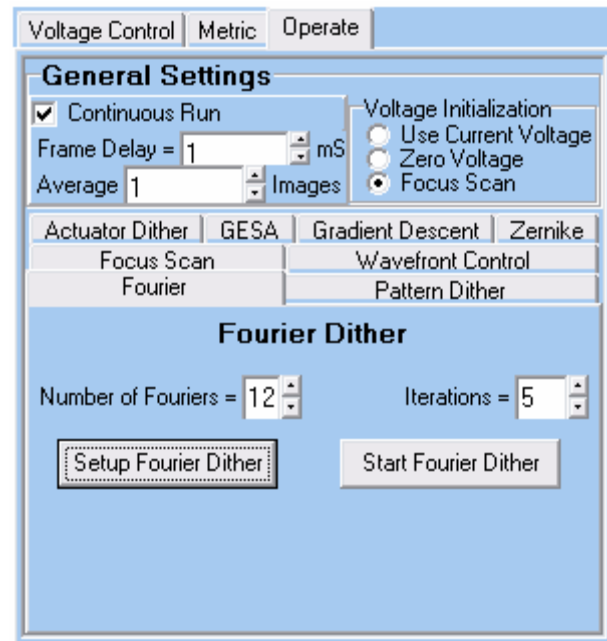 Voltage Control Metric Operate
General Settings
Continuous Run
Frame Delay = 1 mS
Average 1 Images
Voltage Initialization
Use Current Voltage
Zero Voltage
Focus Scan
Actuator Dither GESA Gradient Descent Zernike
Focus Scan Wavefront Control
Fourier Pattern Dither
Fourier Dither
Number of Fouriers = 12 Iterations = 5
Setup Fourier Dither Start Fourier Dither